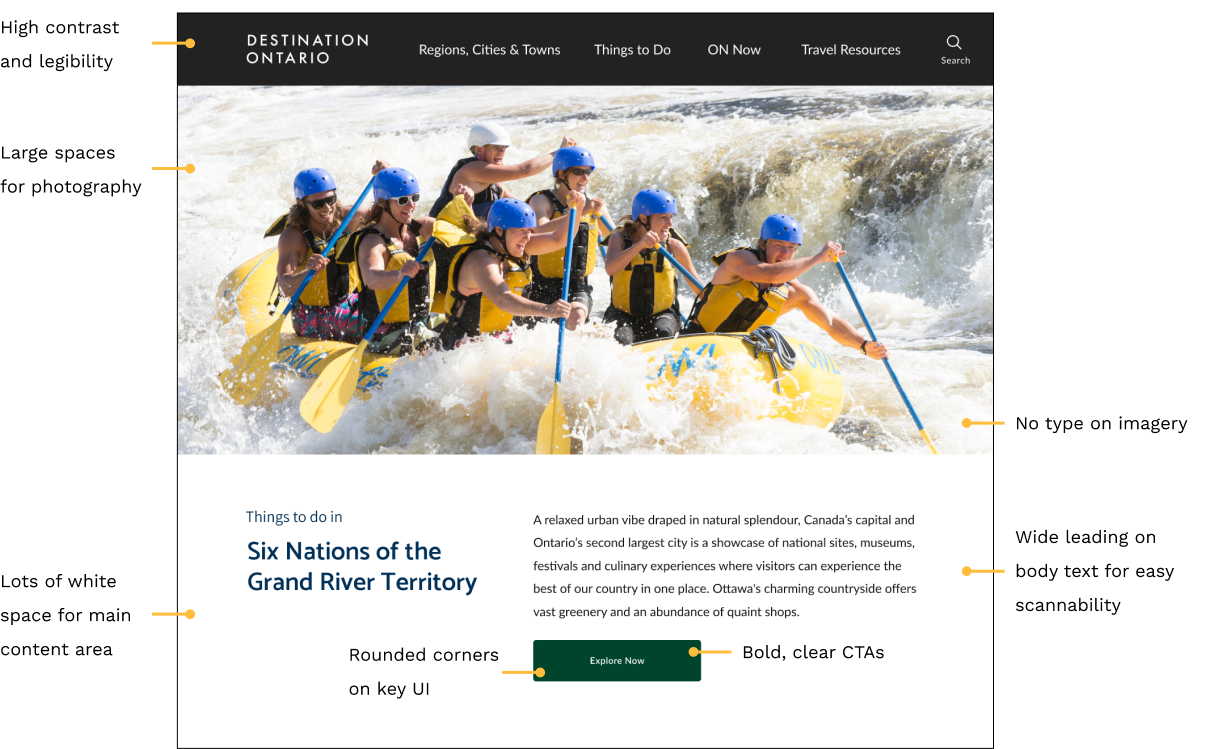 High contrast
and legibility
DESTINATION
ONTARIO
Regions, Cities & Towns
Things to Do
ON Now
Travel Resources
Search
Large spaces
for photography
OWL
OWL
No type on imagery
Things to do in
Six Nations of the
Grand River Territory
A relaxed urban vibe draped in natural splendour, Canada's capital and
Ontario's second largest city is a showcase of national sites, museums,
festivals and culinary experiences where visitors can experience the
best of our country in one place. Ottawa's charming countryside offers
vast greenery and an abundance of quaint shops.
Wide leading on
body text for easy
scannability
Lots of white
space for main
content area
Rounded corners
on key UI
Explore Now
Bold, clear CTAs